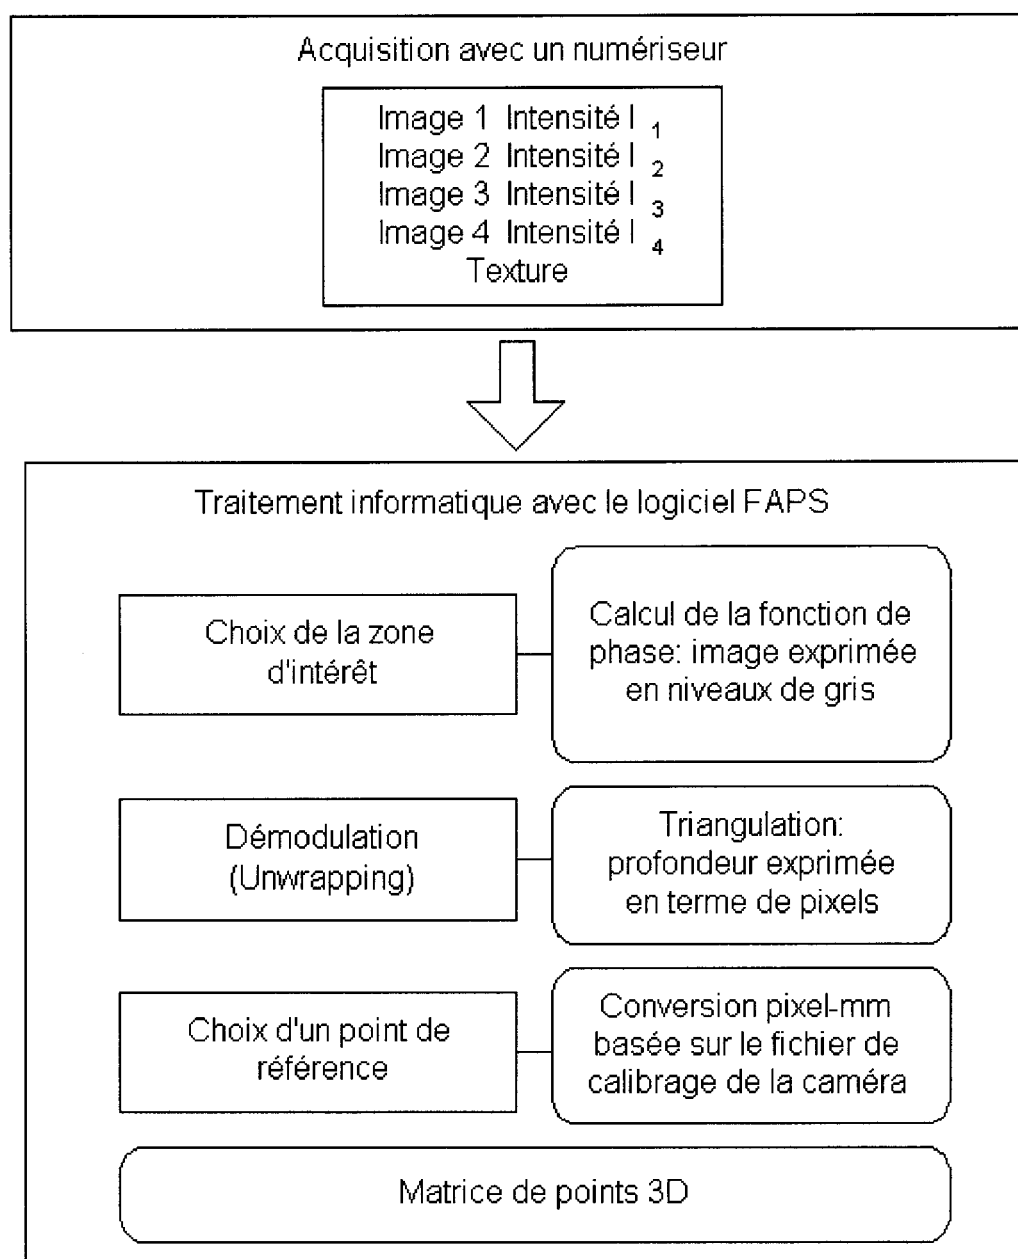 Acquisition avec un numériseur
Image 1 Intensité I 1
Image 2 Intensité I 2
Image 3 Intensité I 3
Image 4 Intensité I 4
Texture
Traitement informatique avec le logiciel FAPS
Choix de la zone
d'intérêt
Calcul de la fonction de
phase: image exprimée
en niveaux de gris
Démodulation
(Unwrapping)
Triangulation:
profondeur exprimée
en terme de pixels
Choix d'un point de
référence
Conversion pixel-mm
basée sur le fichier de
calibrage de la caméra
Matrice de points 3D